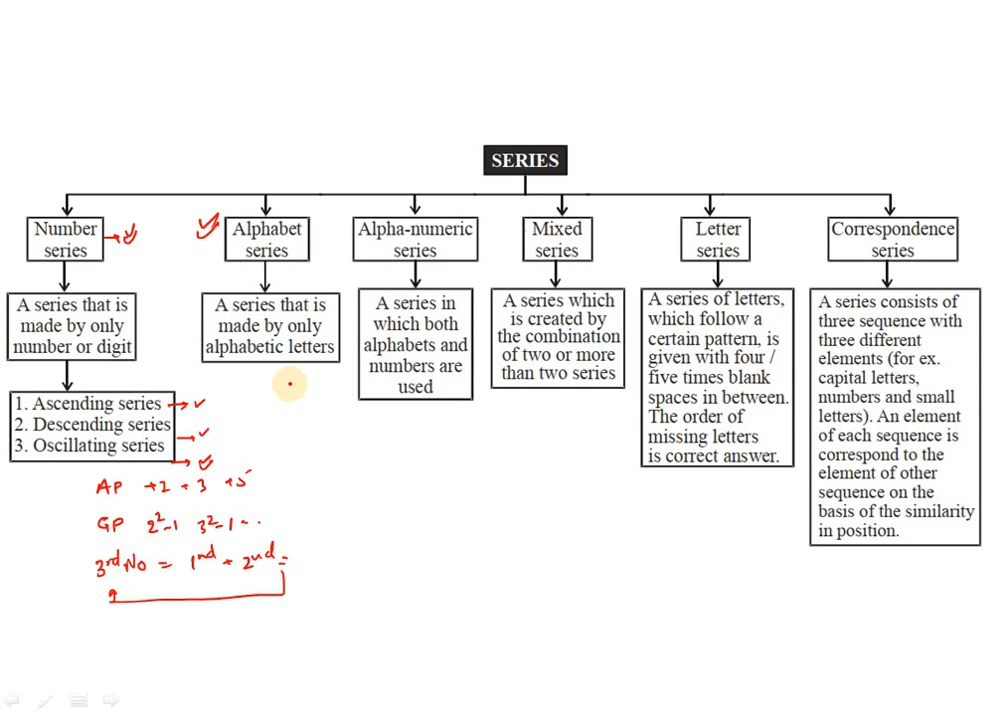 SERIES
Number
series
Alphabet
series
Alpha-numeric
series
Mixed
series
Letter
series
Correspondence
series
A series that is
made by only
number or digit
A series that is
made by only
alphabetic letters
A series in
which both
alphabets and
numbers are
used
A series which
is created by
the combination
of two or more
than two series
A series of letters,
which follow a
certain pattern, is
given with four /
five times blank
spaces in between.
The order of
missing letters
is correct answer.
A series consists of
three sequence with
three different
elements (for ex.
capital letters,
numbers and small
letters). An element
of each sequence is
correspond to the
element of other
sequence on the
basis of the similarity
in position.
1. Ascending series
2. Descending series
3. Oscillating series
AP +2 + 3 +5
GP 2²-1 3²-1 ..
3rd No = 1nd + 2nd =